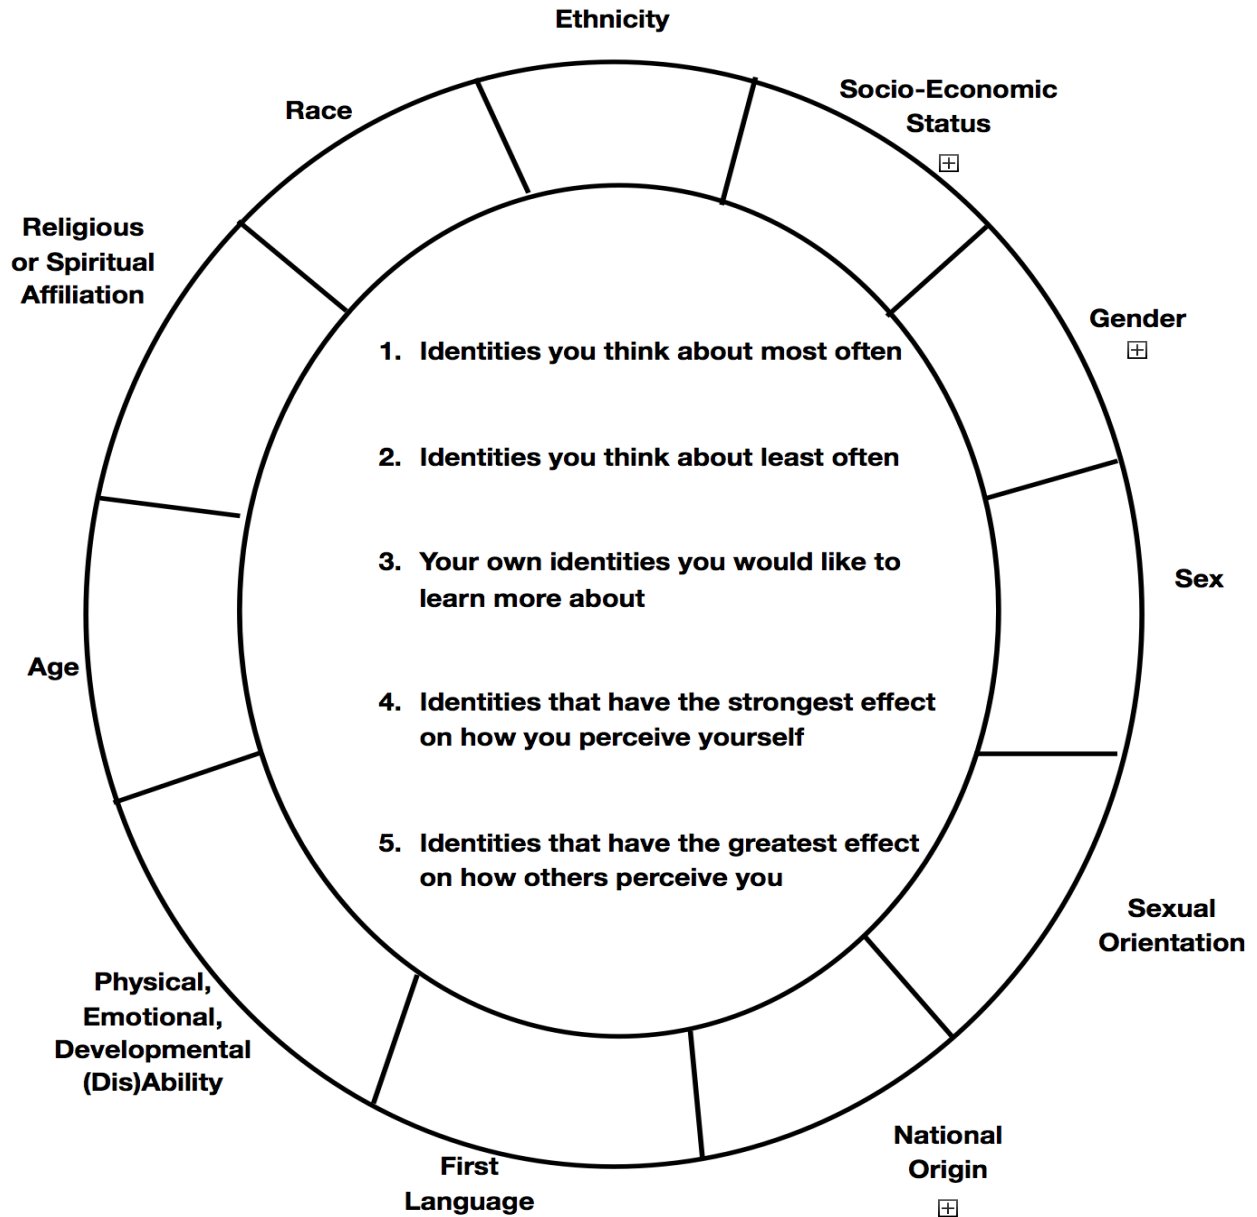 Ethnicity
Socio-Economic
Status
Race
Religious
or Spiritual
Affiliation
Gender
1. Identities you think about most often
2. Identities you think about least often
3. Your own identities you would like to
learn more about
Sex
Age
4. Identities that have the strongest effect
on how you perceive yourself
5. Identities that have the greatest effect
on how others perceive you
Sexual
Orientation
Physical,
Emotional,
Developmental
(Dis)Ability
National
Origin
First
Language